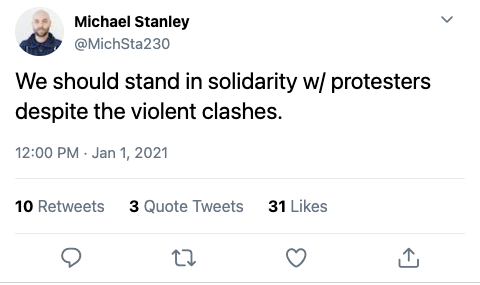 Michael Stanley
@MichSta230
We should stand in solidarity w/ protesters
despite the violent clashes.
12:00 PM · Jan 1, 2021
10 Retweets 3 Quote Tweets 31 Likes